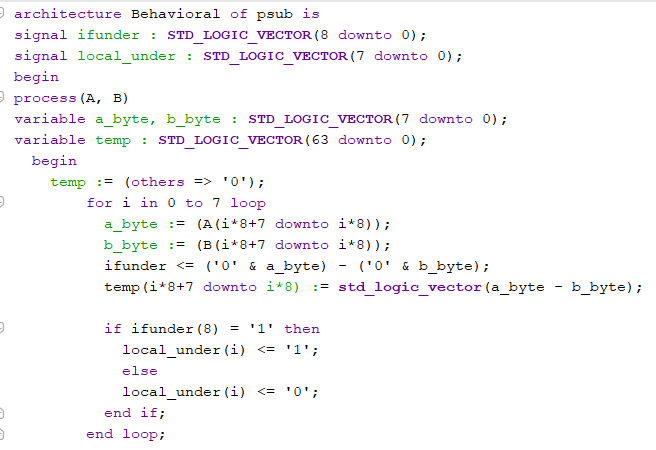 architecture Behavioral of psub is
signal ifunder : STD_LOGIC_VECTOR(8 downto 0);
signal local_under : STD_LOGIC_VECTOR(7 downto 0);
begin
process(A, B)
variable a_byte, b_byte : STD_LOGIC_VECTOR(7 downto 0);
variable temp : STD_LOGIC_VECTOR(63 downto 0);
  begin
    temp := (others => '0');
        for i in 0 to 7 loop
          a_byte := (A(i*8+7 downto i*8));
          b_byte := (B(i*8+7 downto i*8));
          ifunder <= ('0' & a_byte) - ('0' & b_byte);
          temp(i*8+7 downto i*8) := std_logic_vector(a_byte - b_byte);

          if ifunder(8) = '1' then
            local_under(i) <= '1';
            else
            local_under(i) <= '0';
          end if;
        end loop;